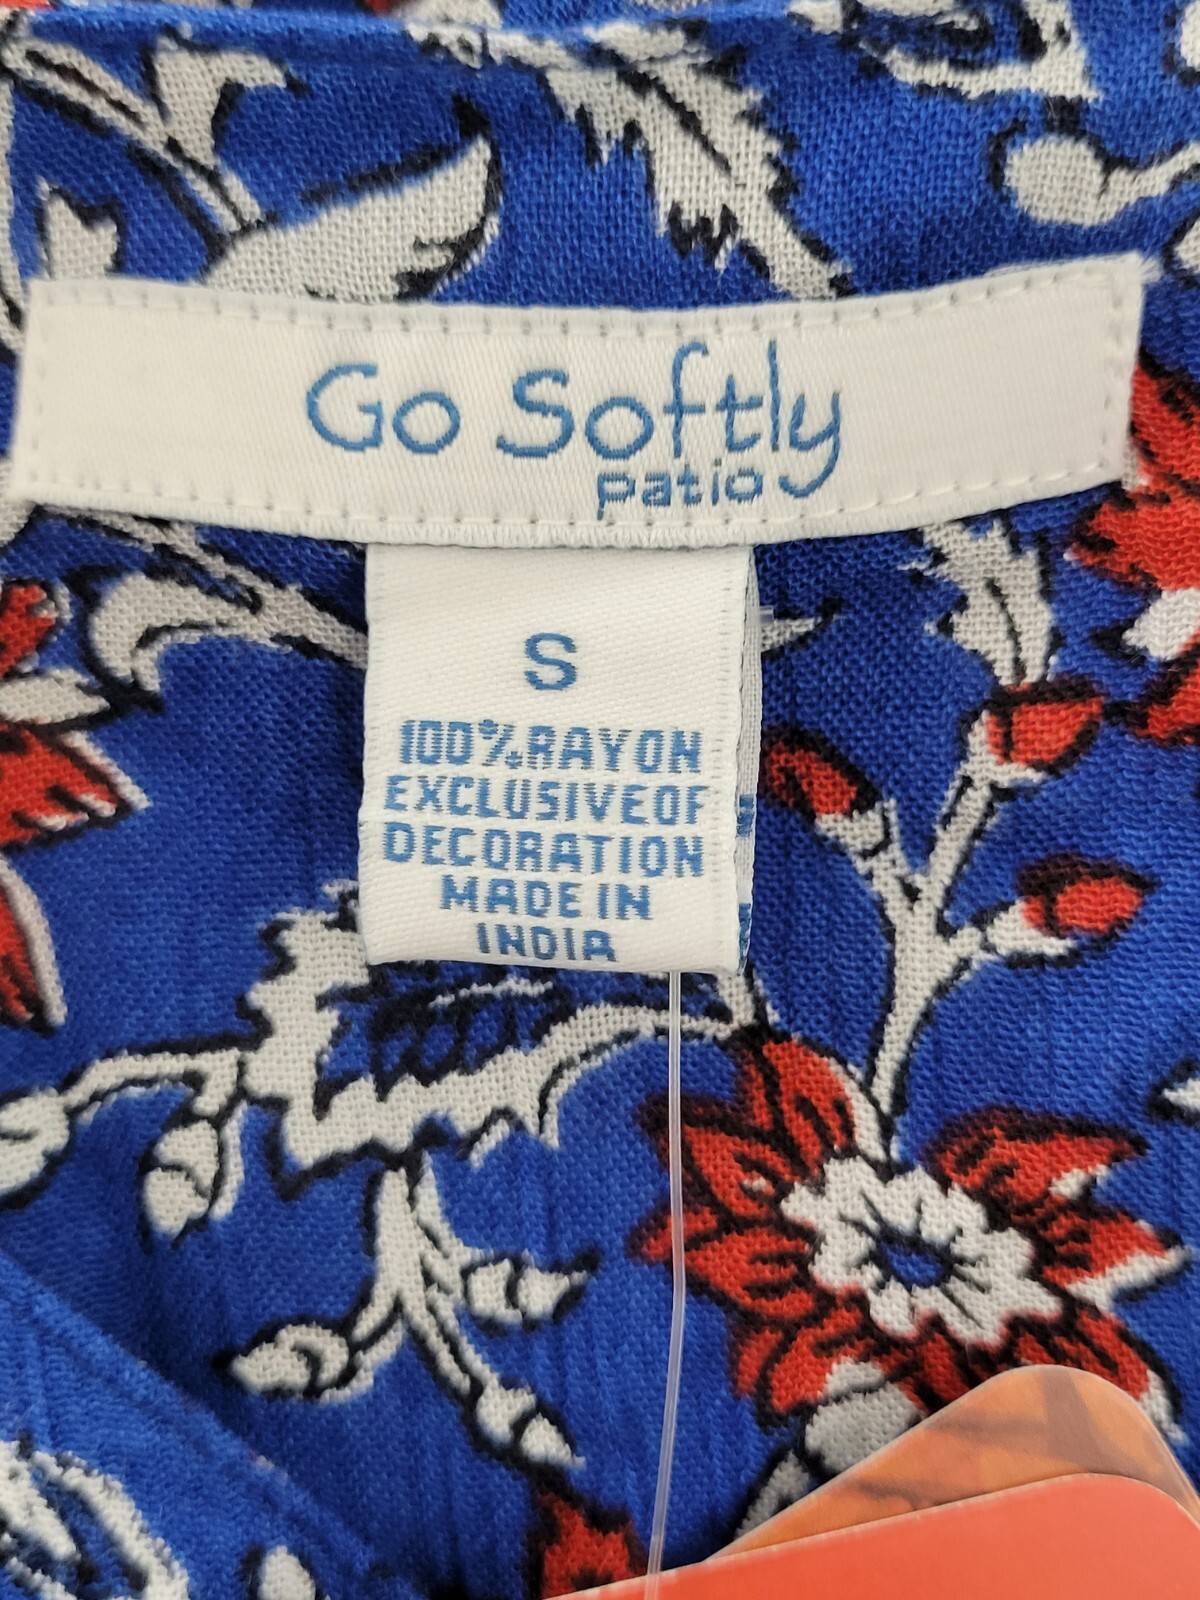 Go Softly
patio
S
100% RAYON
EXCLUSIVE OF
DECORATION
MADE IN
INDIA